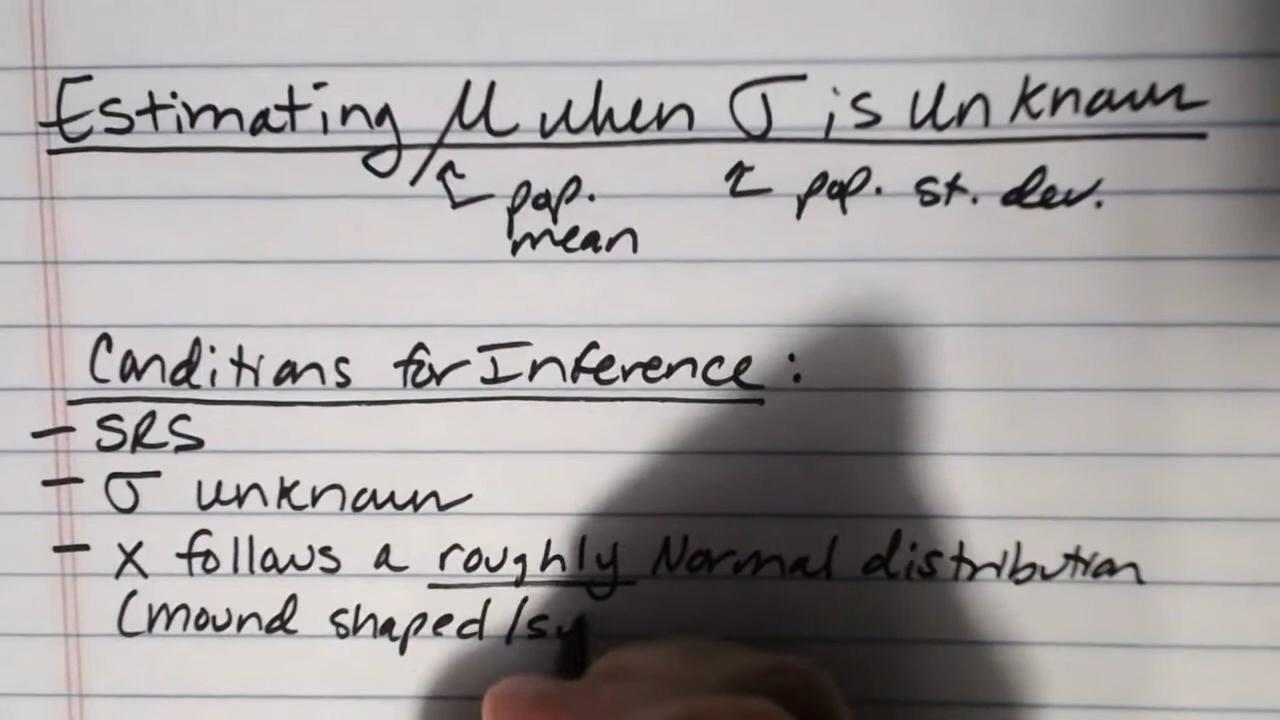 Estimating μ when σ is unknown
pop. mean
pop. st. dev.
Conditions for Inference:
- SRS
- σ unknown
- x follows a roughly Normal distribution
(mound shaped/sy